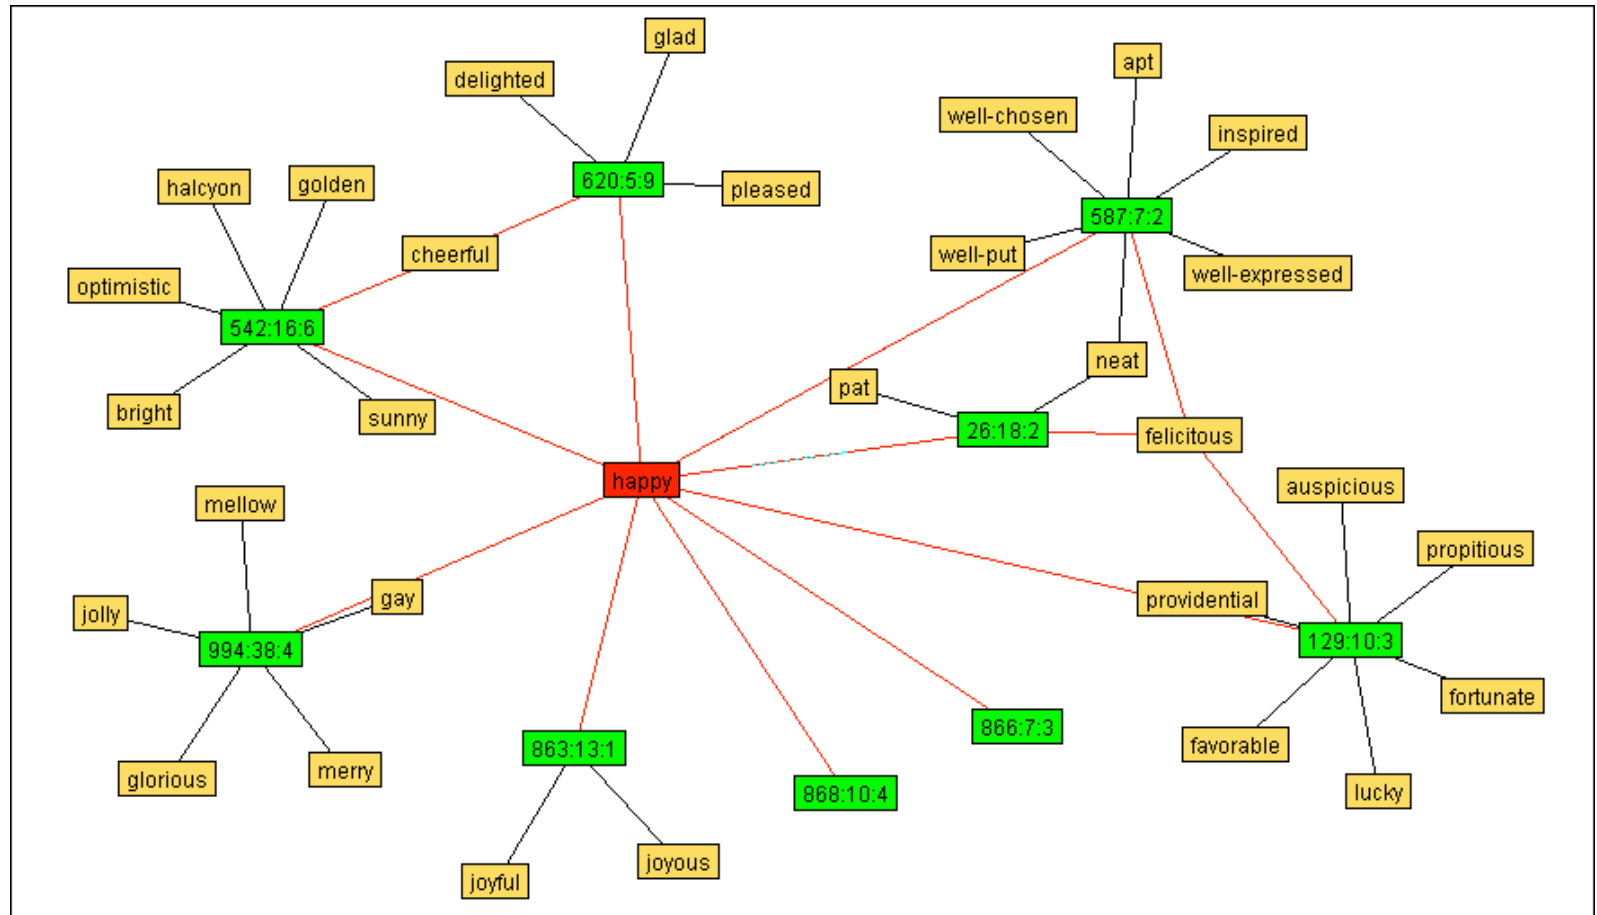 glad
apt
delighted
well-chosen
inspired
620:5:9
halcyon
golden
pleased
587:7:2
cheerful
well-put
well-expressed
optimistic
542:16:6
neat
pat
bright
sunny
26:18:2
felicitous
happy
auspicious
mellow
propitious
gay
providential
jolly
994:38:4
129:10:3
fortunate
866:7:3
863:13:1
favorable
merry
glorious
868:10:4
lucky
joyous
joyful